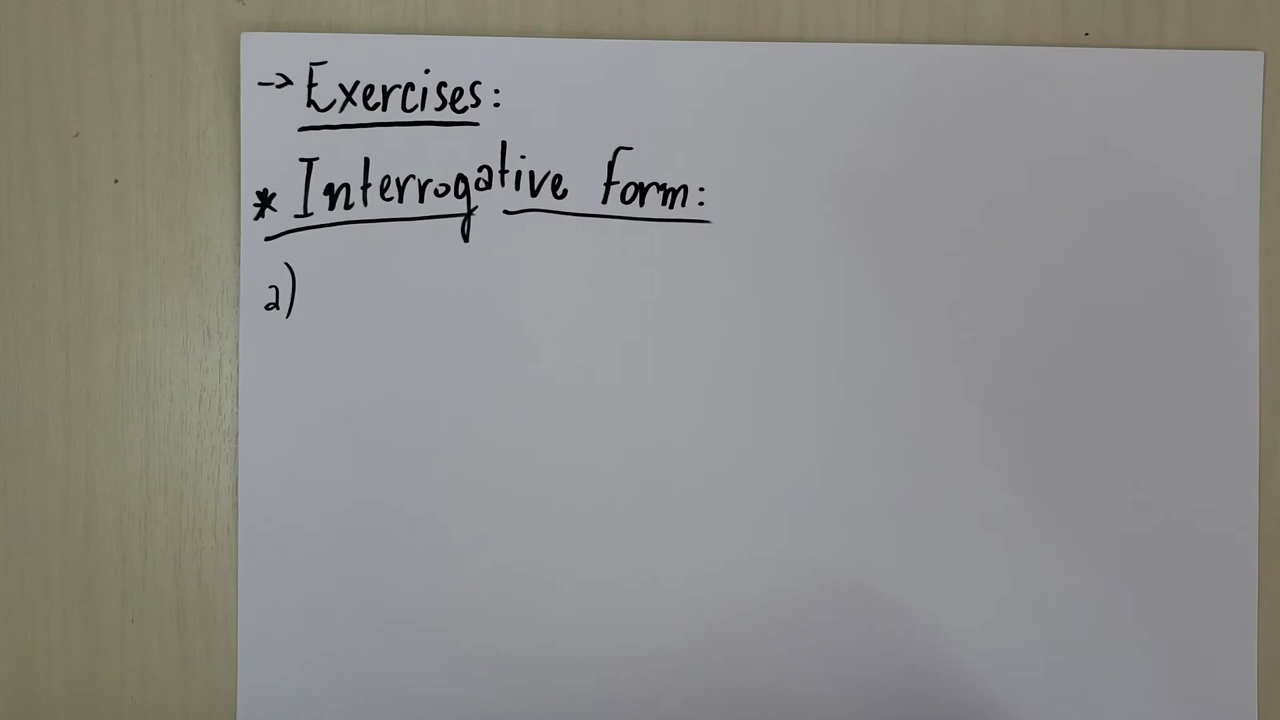 → Exercises:
* Interrogative form:
a)